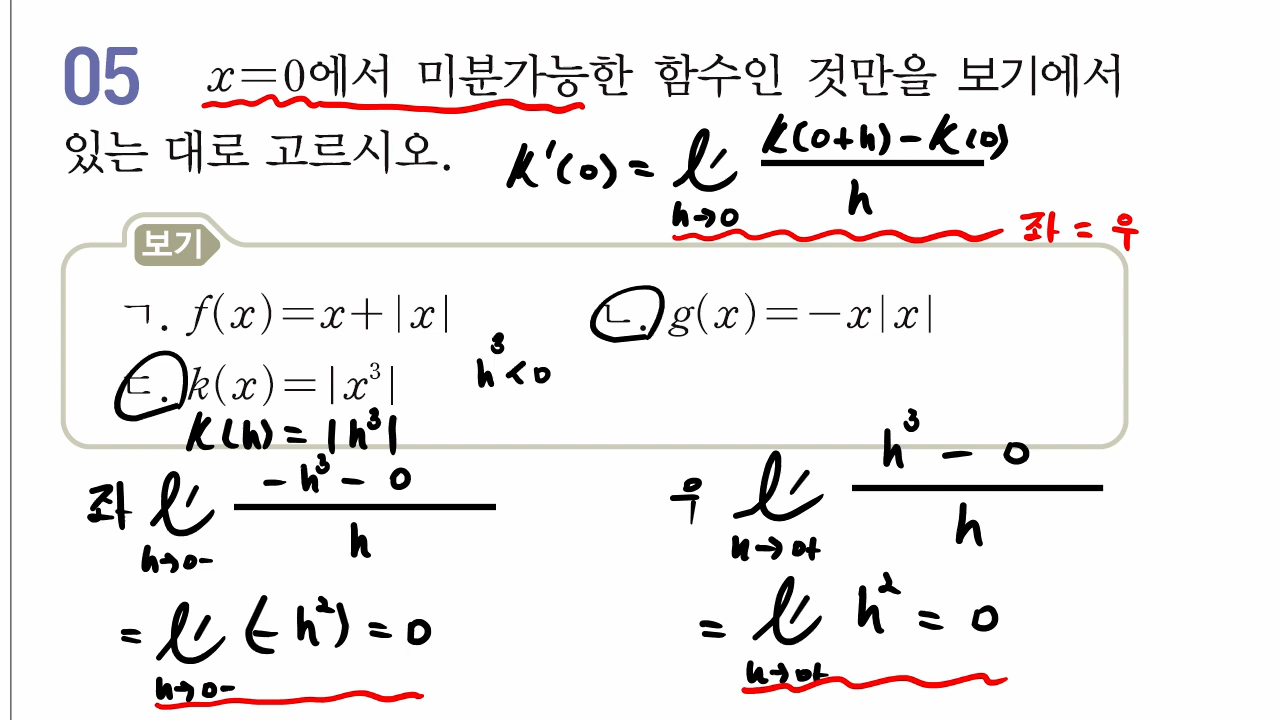 05 x=0에서 미분가능한 함수인 것만을 보기에서
있는 대로 고르시오.
k'(0) = lim h→0 k(0+h)-k(0) / h
좌 = 우
보기
ㄱ. f(x)=x+|x| ㄴ. g(x)=-x|x|
ㄷ. k(x)=|x³| h³<0
k(h) = |h³|
좌 lim h→0- -h³-0 / h 우 lim h→0+ h³-0 / h
= lim h→0- (-h²) = 0 = lim h→0+ h² = 0